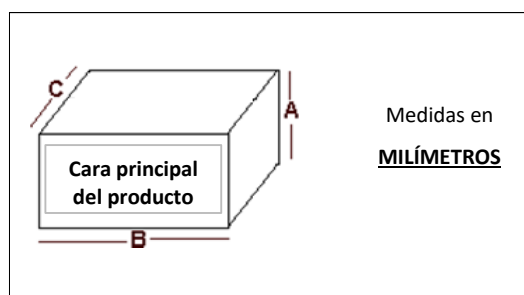 C
A
Cara principal
del producto
B
Medidas en
MILÍMETROS